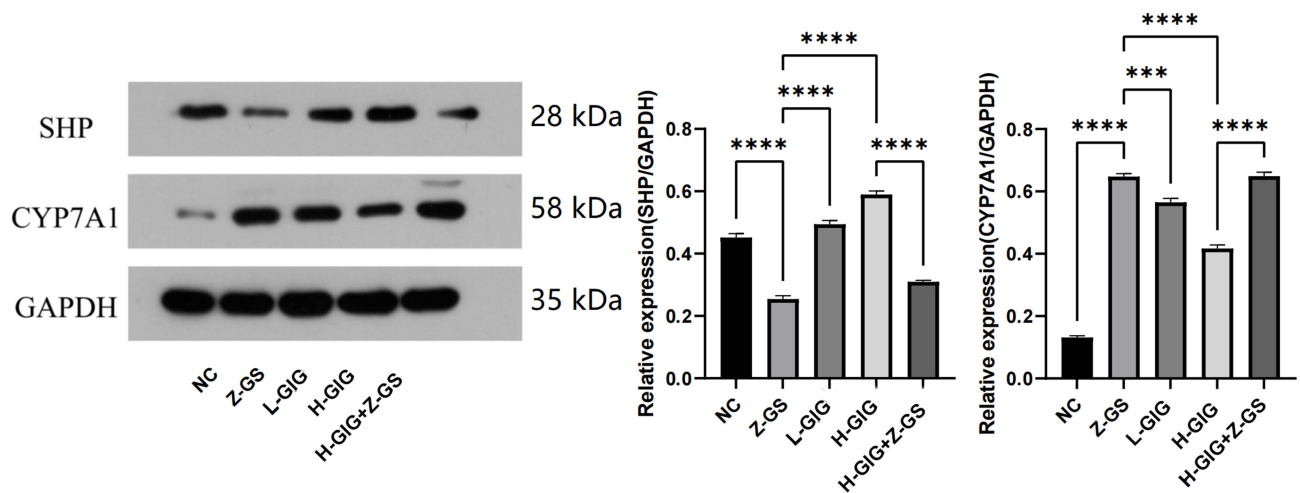 SHP
28 kDa
CYP7A1
58 kDa
GAPDH
35 kDa
NC
Z-GS
L-GIG
H-GIG
H-GIG+Z-GS
Relative expression(SHP/GAPDH)
0.8
0.6
0.4
0.2
0.0
****
****
****
****
NC
Z-GS
L-GIG
H-GIG
H-GIG+Z-GS
Relative expression(CYP7A1/GAPDH)
0.8
0.6
0.4
0.2
0.0
****
***
****
****
NC
Z-GS
L-GIG
H-GIG
H-GIG+Z-GS